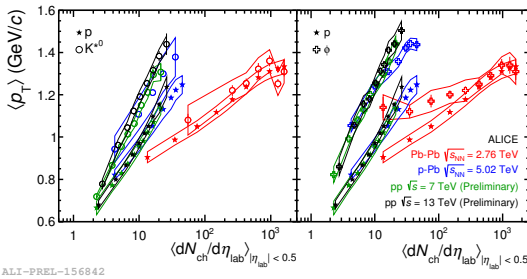 ⟨p_T⟩ (GeV/c)
1.6
1.4
1.2
1
0.8
0.6
★ p
K*⁰
★ p
ϕ
ALICE
Pb-Pb √s_NN = 2.76 TeV
p-Pb √s_NN = 5.02 TeV
pp √s = 7 TeV (Preliminary)
pp √s = 13 TeV (Preliminary)
1 10 10² 10³ 1 10 10² 10³
⟨dN_ch/dη_lab⟩_|η_lab| < 0.5 ⟨dN_ch/dη_lab⟩_|η_lab| < 0.5
ALI-PREL-156842